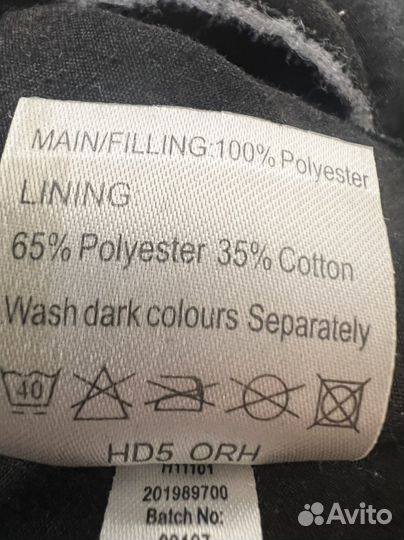 MAIN/FILLING:100% Polyester
LINING
65% Polyester 35% Cotton
Wash dark colours Separately
40
HD5 ORH
H11101
201989700
Batch No:
Avito